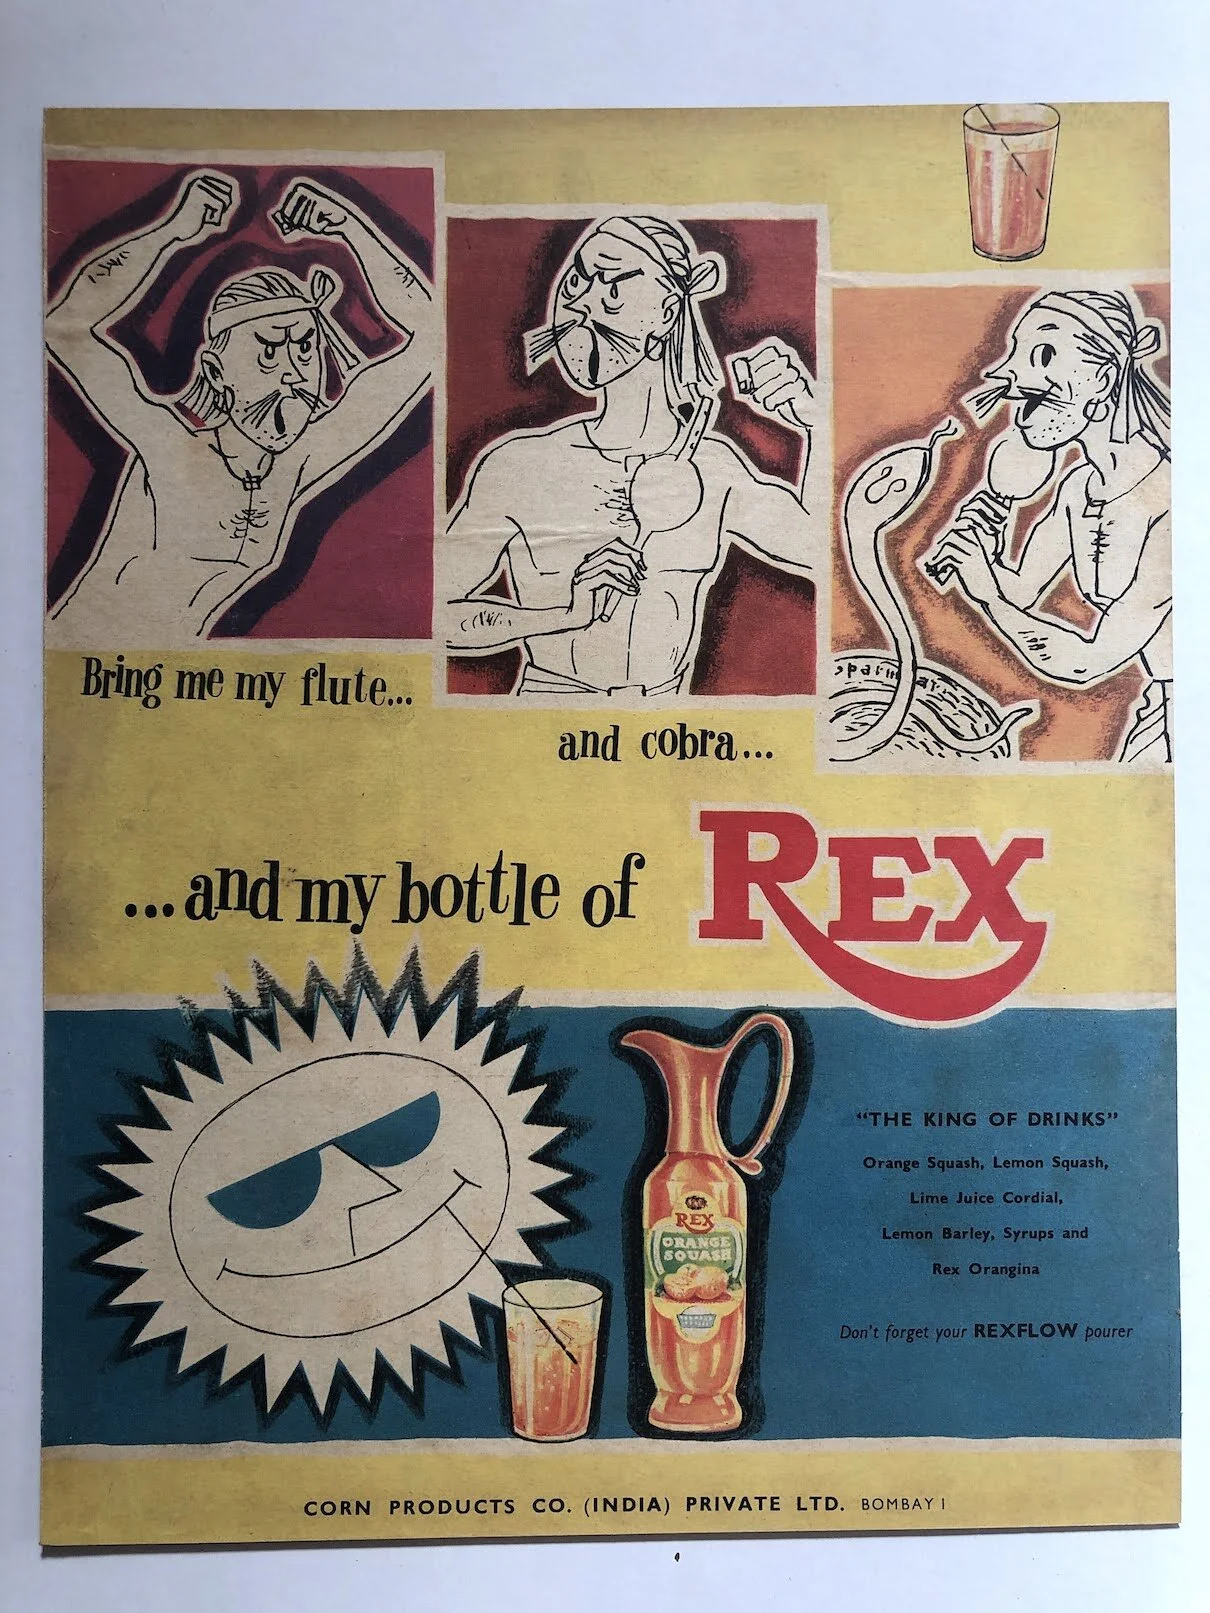 Bring me my flute...
and cobra...
...and my bottle of REX
REX
ORANGE
SQUASH
"THE KING OF DRINKS"
Orange Squash, Lemon Squash,
Lime Juice Cordial,
Lemon Barley, Syrups and
Rex Orangina
Don't forget your REXFLOW pourer
CORN PRODUCTS CO. (INDIA) PRIVATE LTD. BOMBAY 1